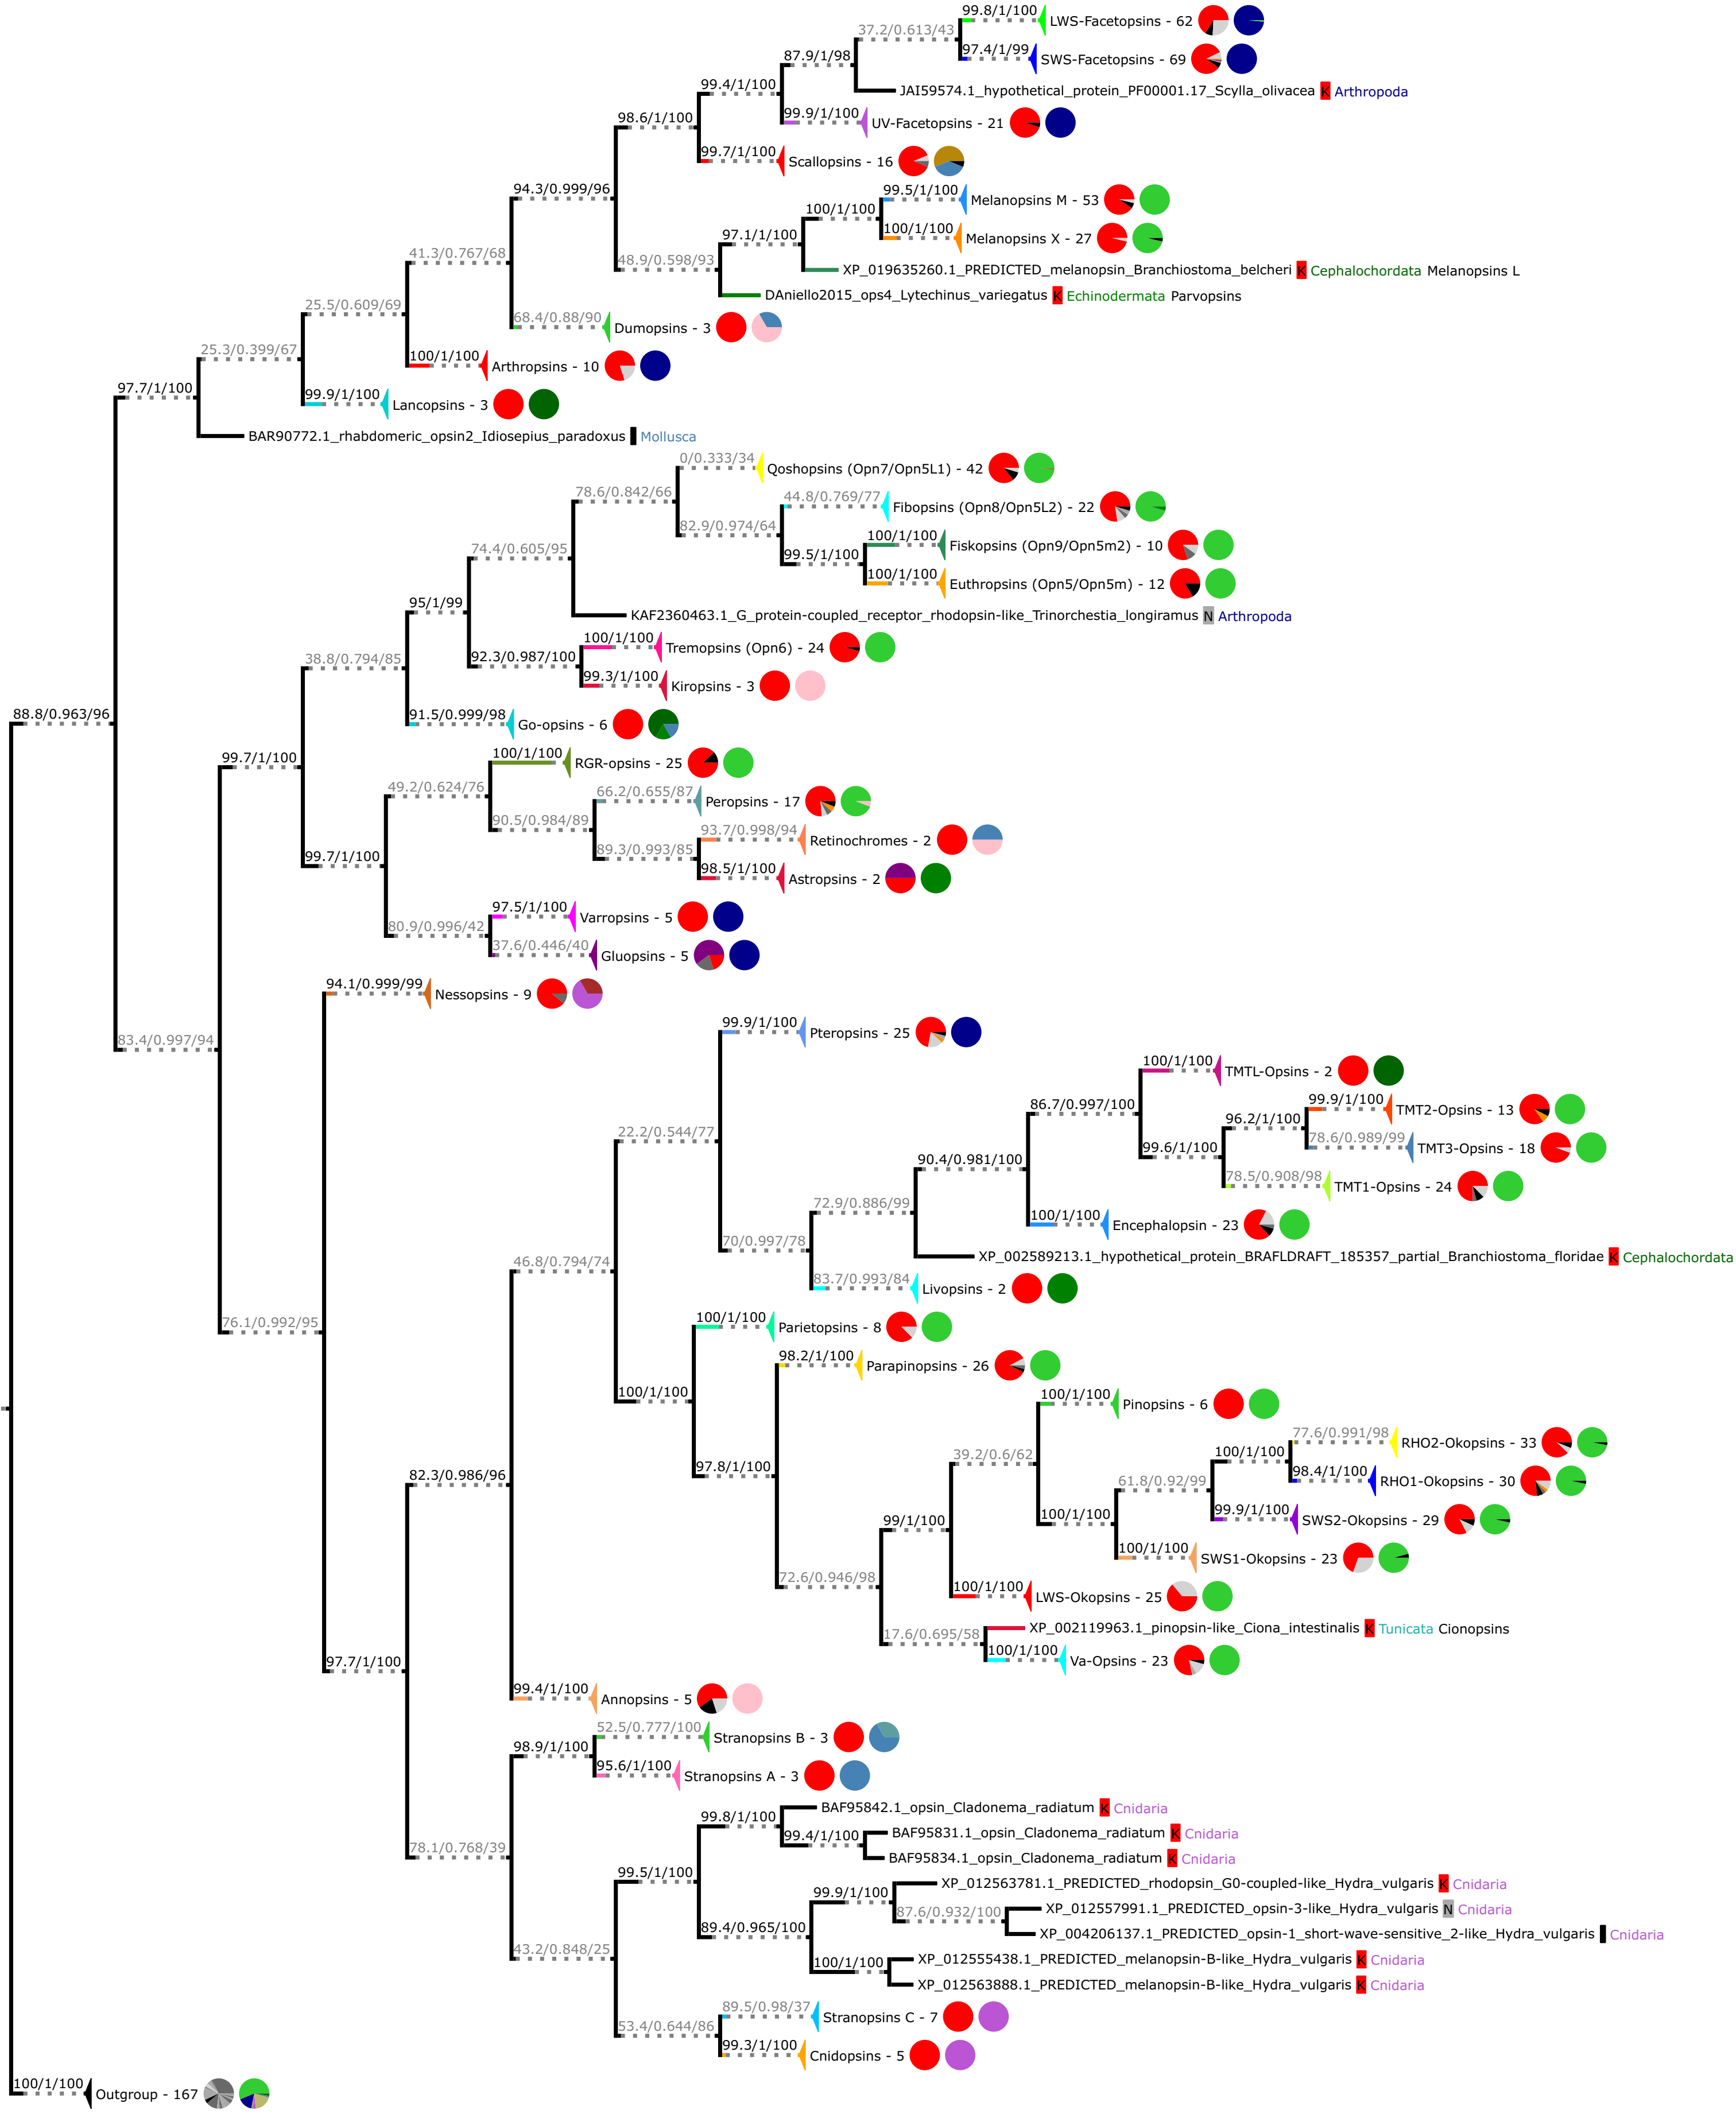 99.8/1/100
LWS-Facetopsins - 62
37.2/0.613/43
97.4/1/99
SWS-Facetopsins - 69
87.9/1/98
JAI59574.1_hypothetical_protein_PF00001.17_Scylla_olivacea K Arthropoda
99.4/1/100
99.9/1/100
UV-Facetopsins - 21
98.6/1/100
99.7/1/100
Scallopsins - 16
94.3/0.999/96
99.5/1/100
Melanopsins M - 53
100/1/100
100/1/100
Melanopsins X - 27
97.1/1/100
48.9/0.598/93
XP_019635260.1_PREDICTED_melanopsin_Branchiostoma_belcheri K Cephalochordata Melanopsins L
41.3/0.767/68
DAniello2015_ops4_Lytechinus_variegatus K Echinodermata Parvopsins
25.5/0.609/69
68.4/0.88/90
Dumopsins - 3
25.3/0.399/67
100/1/100
Arthropsins - 10
97.7/1/100
99.9/1/100
Lancopsins - 3
BAR90772.1_rhabdomeric_opsin2_Idiosepius_paradoxus Mollusca
0/0.333/34
Qoshopsins (Opn7/Opn5L1) - 42
78.6/0.842/66
44.8/0.769/77
Fibopsins (Opn8/Opn5L2) - 22
82.9/0.974/64
100/1/100
Fiskopsins (Opn9/Opn5m2) - 10
74.4/0.605/95
99.5/1/100
100/1/100
Euthropsins (Opn5/Opn5m) - 12
95/1/99
KAF2360463.1_G_protein-coupled_receptor_rhodopsin-like_Trinorchestia_longiramus N Arthropoda
100/1/100
Tremopsins (Opn6) - 24
38.8/0.794/85
92.3/0.987/100
99.3/1/100
Kiropsins - 3
88.8/0.963/96
91.5/0.999/98
Go-opsins - 6
99.7/1/100
100/1/100
RGR-opsins - 25
49.2/0.624/76
66.2/0.655/87
Peropsins - 17
90.5/0.984/89
93.7/0.998/94
Retinochromes - 2
99.7/1/100
89.3/0.993/85
98.5/1/100
Astropsins - 2
97.5/1/100
Varropsins - 5
80.9/0.996/42
37.6/0.446/40
Gluopsins - 5
94.1/0.999/99
Nessopsins - 9
83.4/0.997/94
99.9/1/100
Pteropsins - 25
100/1/100
TMTL-Opsins - 2
86.7/0.997/100
99.9/1/100
TMT2-Opsins - 13
96.2/1/100
22.2/0.544/77
78.6/0.989/99
TMT3-Opsins - 18
99.6/1/100
90.4/0.981/100
78.5/0.908/98
TMT1-Opsins - 24
72.9/0.886/99
100/1/100
Encephalopsin - 23
70/0.997/78
XP_002589213.1_hypothetical_protein_BRAFLDRAFT_185357_partial_Branchiostoma_floridae K Cephalochordata
46.8/0.794/74
83.7/0.993/84
Livopsins - 2
76.1/0.992/95
100/1/100
Parietopsins - 8
98.2/1/100
Parapinopsins - 26
100/1/100
100/1/100
Pinopsins - 6
77.6/0.991/98
RHO2-Okopsins - 33
39.2/0.6/62
100/1/100
97.8/1/100
98.4/1/100
RHO1-Okopsins - 30
82.3/0.986/96
61.8/0.92/99
99.9/1/100
SWS2-Okopsins - 29
100/1/100
99/1/100
100/1/100
SWS1-Okopsins - 23
72.6/0.946/98
100/1/100
LWS-Okopsins - 25
17.6/0.695/58
XP_002119963.1_pinopsin-like_Ciona_intestinalis K Tunicata Cionopsins
100/1/100
Va-Opsins - 23
97.7/1/100
99.4/1/100
Annopsins - 5
52.5/0.777/100
Stranopsins B - 3
98.9/1/100
95.6/1/100
Stranopsins A - 3
BAF95842.1_opsin_Cladonema_radiatum K Cnidaria
99.8/1/100
BAF95831.1_opsin_Cladonema_radiatum K Cnidaria
99.4/1/100
78.1/0.768/39
BAF95834.1_opsin_Cladonema_radiatum K Cnidaria
99.5/1/100
XP_012563781.1_PREDICTED_rhodopsin_G0-coupled-like_Hydra_vulgaris K Cnidaria
99.9/1/100
XP_012557991.1_PREDICTED_opsin-3-like_Hydra_vulgaris N Cnidaria
87.6/0.932/100
89.4/0.965/100
XP_004206137.1_PREDICTED_opsin-1_short-wave-sensitive_2-like_Hydra_vulgaris Cnidaria
43.2/0.848/25
XP_012555438.1_PREDICTED_melanopsin-B-like_Hydra_vulgaris K Cnidaria
100/1/100
XP_012563888.1_PREDICTED_melanopsin-B-like_Hydra_vulgaris K Cnidaria
89.5/0.98/37
Stranopsins C - 7
53.4/0.644/86
99.3/1/100
Cnidopsins - 5
100/1/100
Outgroup - 167